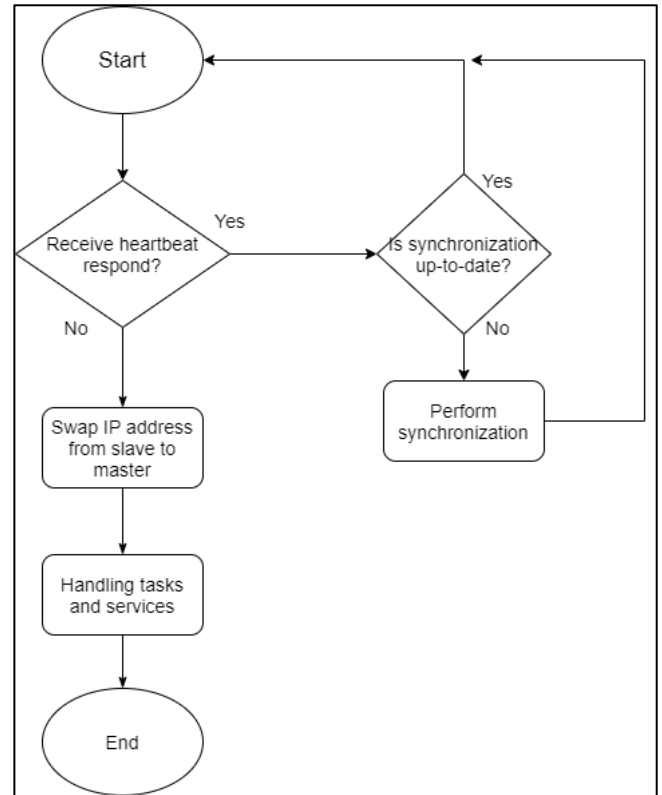 Start
Yes
Yes
Receive heartbeat
respond?
Is synchronization
up-to-date?
No
No
Swap IP address
from slave to
master
Perform
synchronization
Handling tasks
and services
End